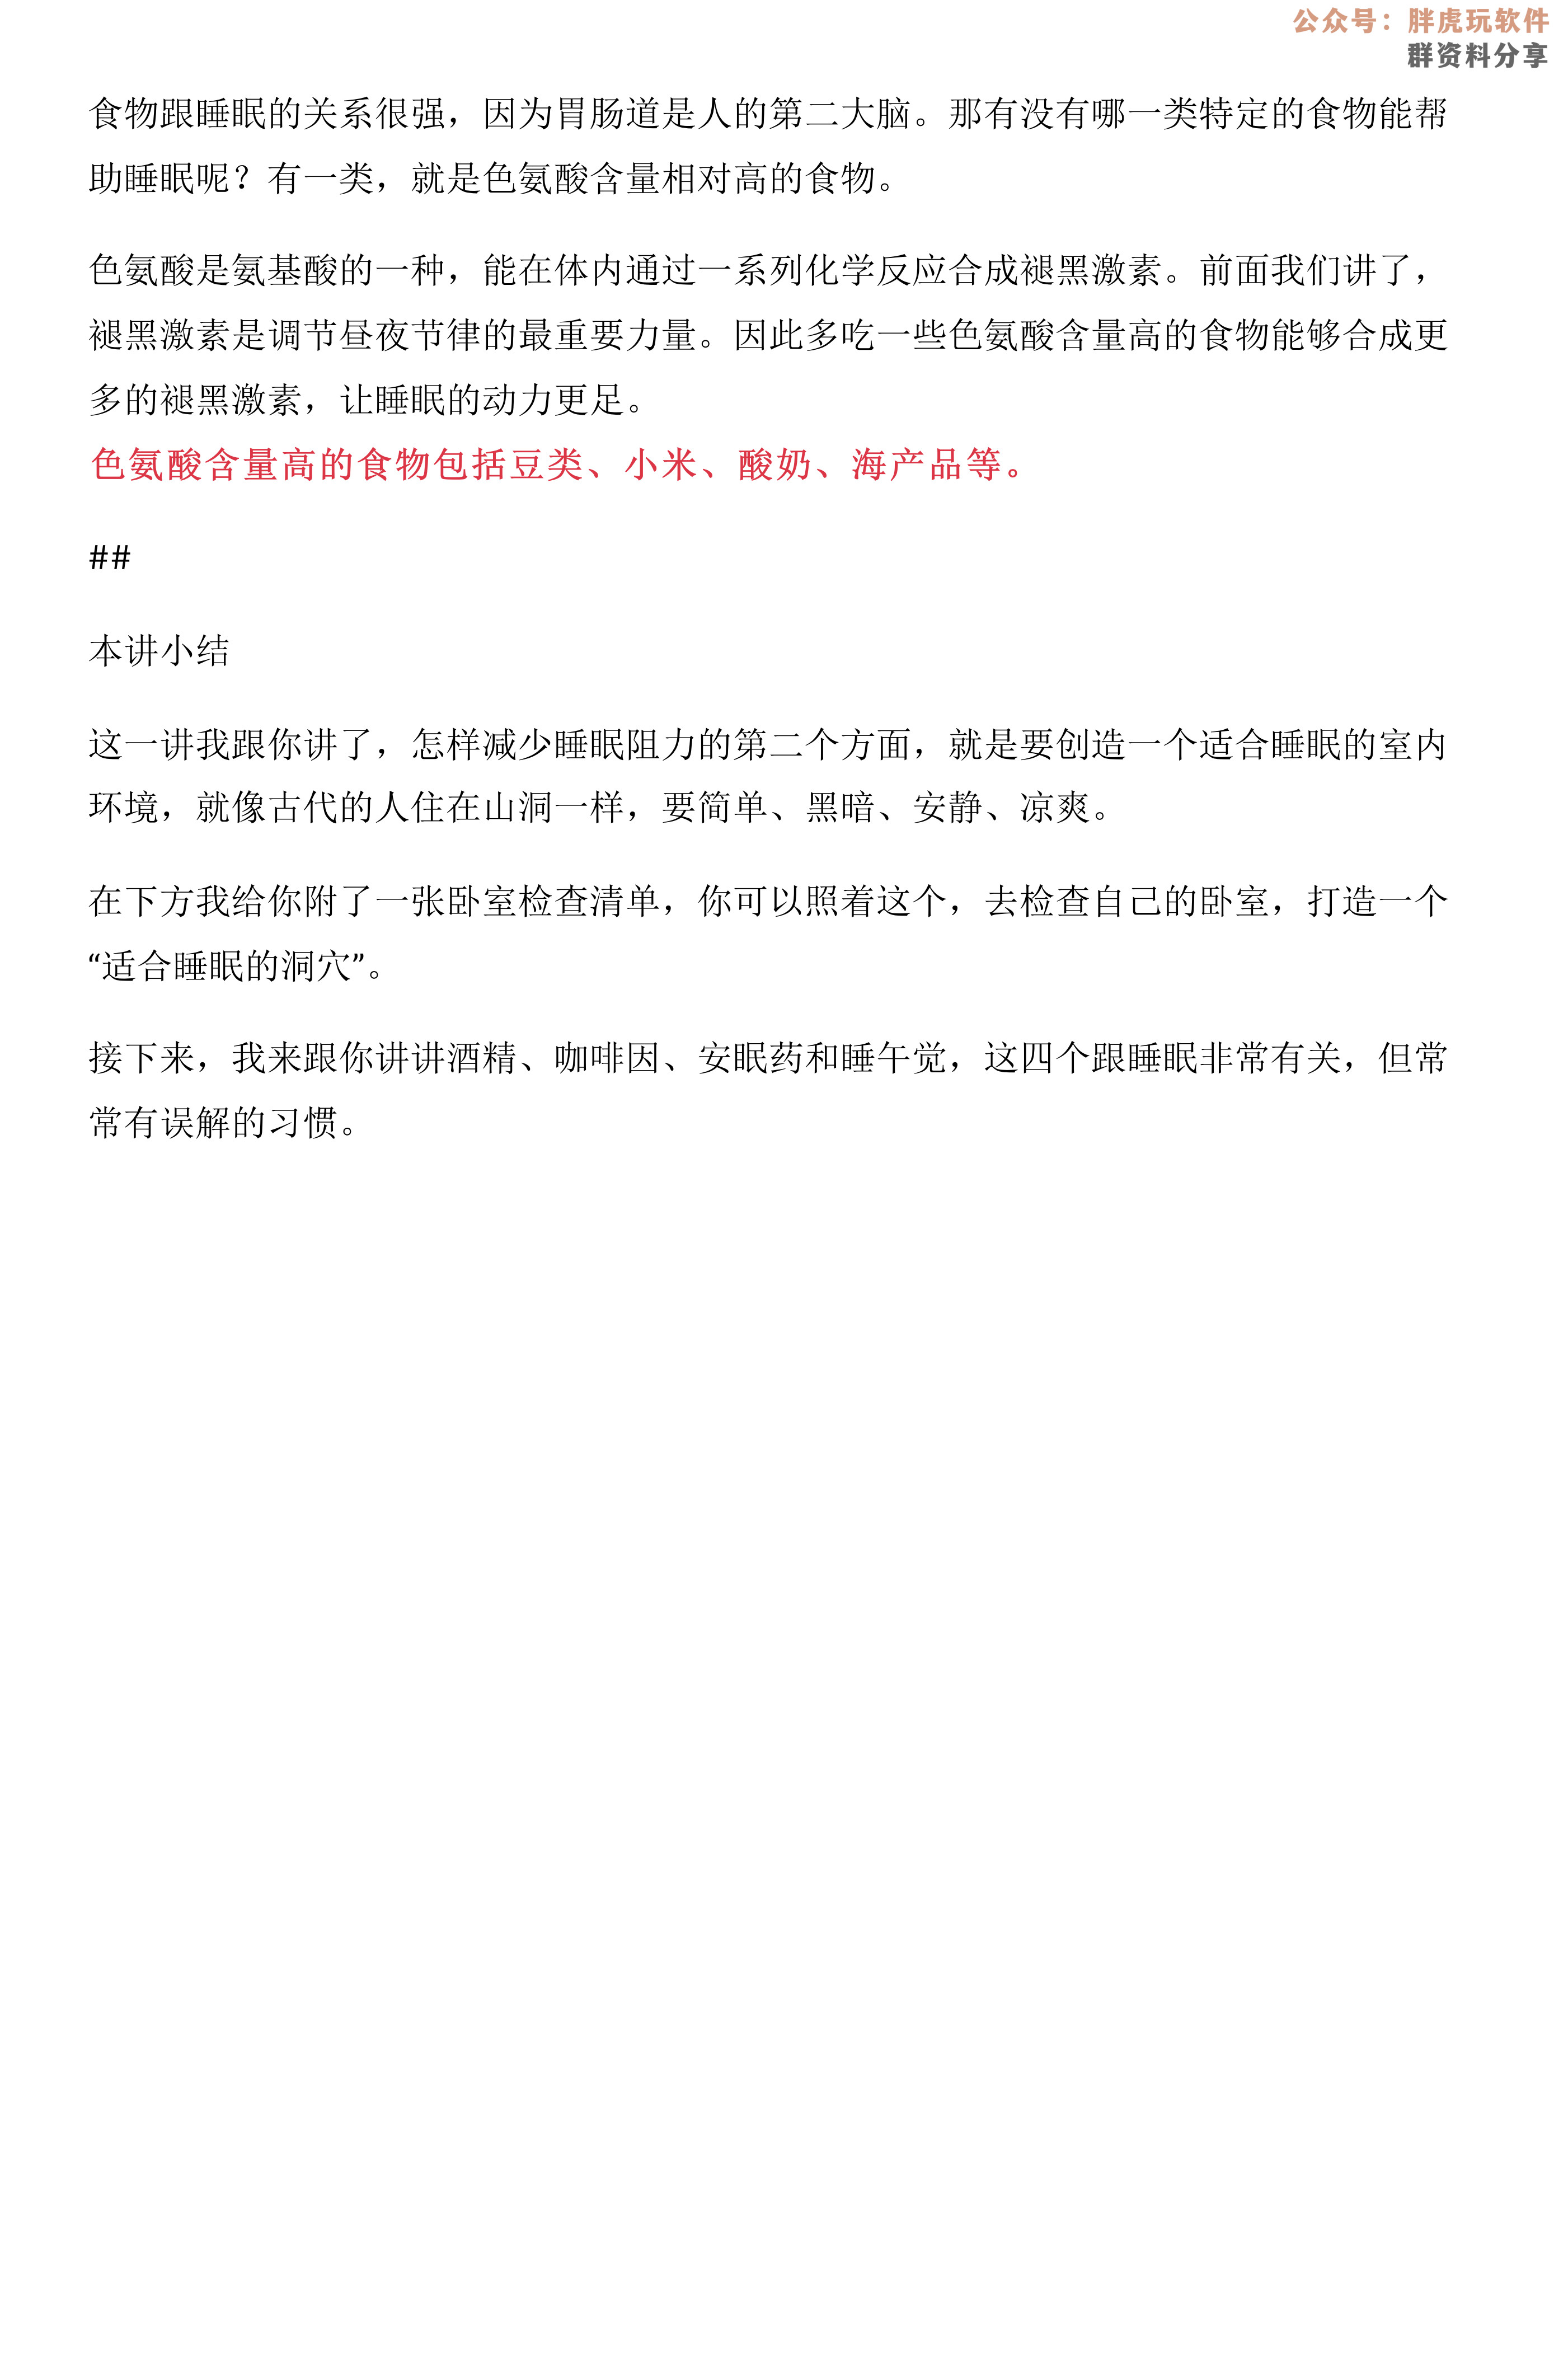 公众号：胖虎玩软件
群资料分享
食物跟睡眠的关系很强，因为胃肠道是人的第二大脑。那有没有哪一类特定的食物能帮
助睡眠呢？有一类，就是色氨酸含量相对高的食物。
色氨酸是氨基酸的一种，能在体内通过一系列化学反应合成褪黑激素。前面我们讲了，
褪黑激素是调节昼夜节律的最重要力量。因此多吃一些色氨酸含量高的食物能够合成更
多的褪黑激素，让睡眠的动力更足。
色氨酸含量高的食物包括豆类、小米、酸奶、海产品等。
##
本讲小结
这一讲我跟你讲了，怎样减少睡眠阻力的第二个方面，就是要创造一个适合睡眠的室内
环境，就像古代的人住在山洞一样，要简单、黑暗、安静、凉爽。
在下方我给你附了一张卧室检查清单，你可以照着这个，去检查自己的卧室，打造一个
“适合睡眠的洞穴”。
接下来，我来跟你讲讲酒精、咖啡因、安眠药和睡午觉，这四个跟睡眠非常有关，但常
常有误解的习惯。